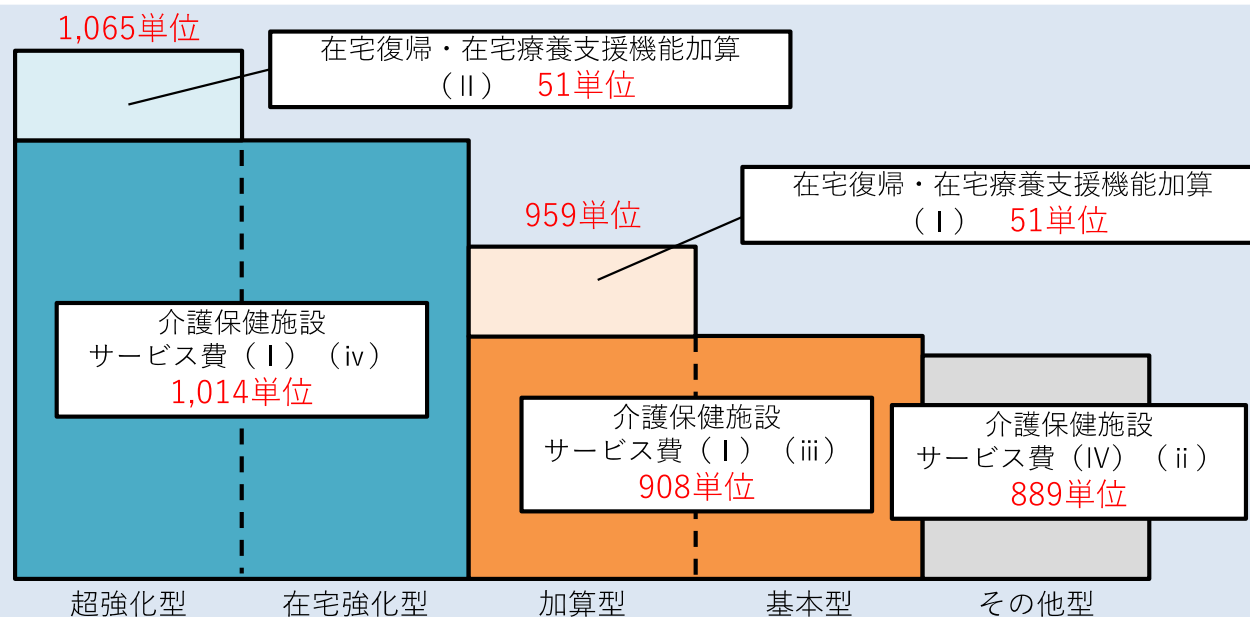 1,065単位
在宅復帰・在宅療養支援機能加算
（Ⅱ）　51単位
在宅復帰・在宅療養支援機能加算
（Ⅰ）　51単位
959単位
介護保健施設
サービス費（Ⅰ）（ⅳ）
1,014単位
介護保健施設
サービス費（Ⅰ）（ⅲ）
908単位
介護保健施設
サービス費（Ⅳ）（ⅱ）
889単位
超強化型
在宅強化型
加算型
基本型
その他型